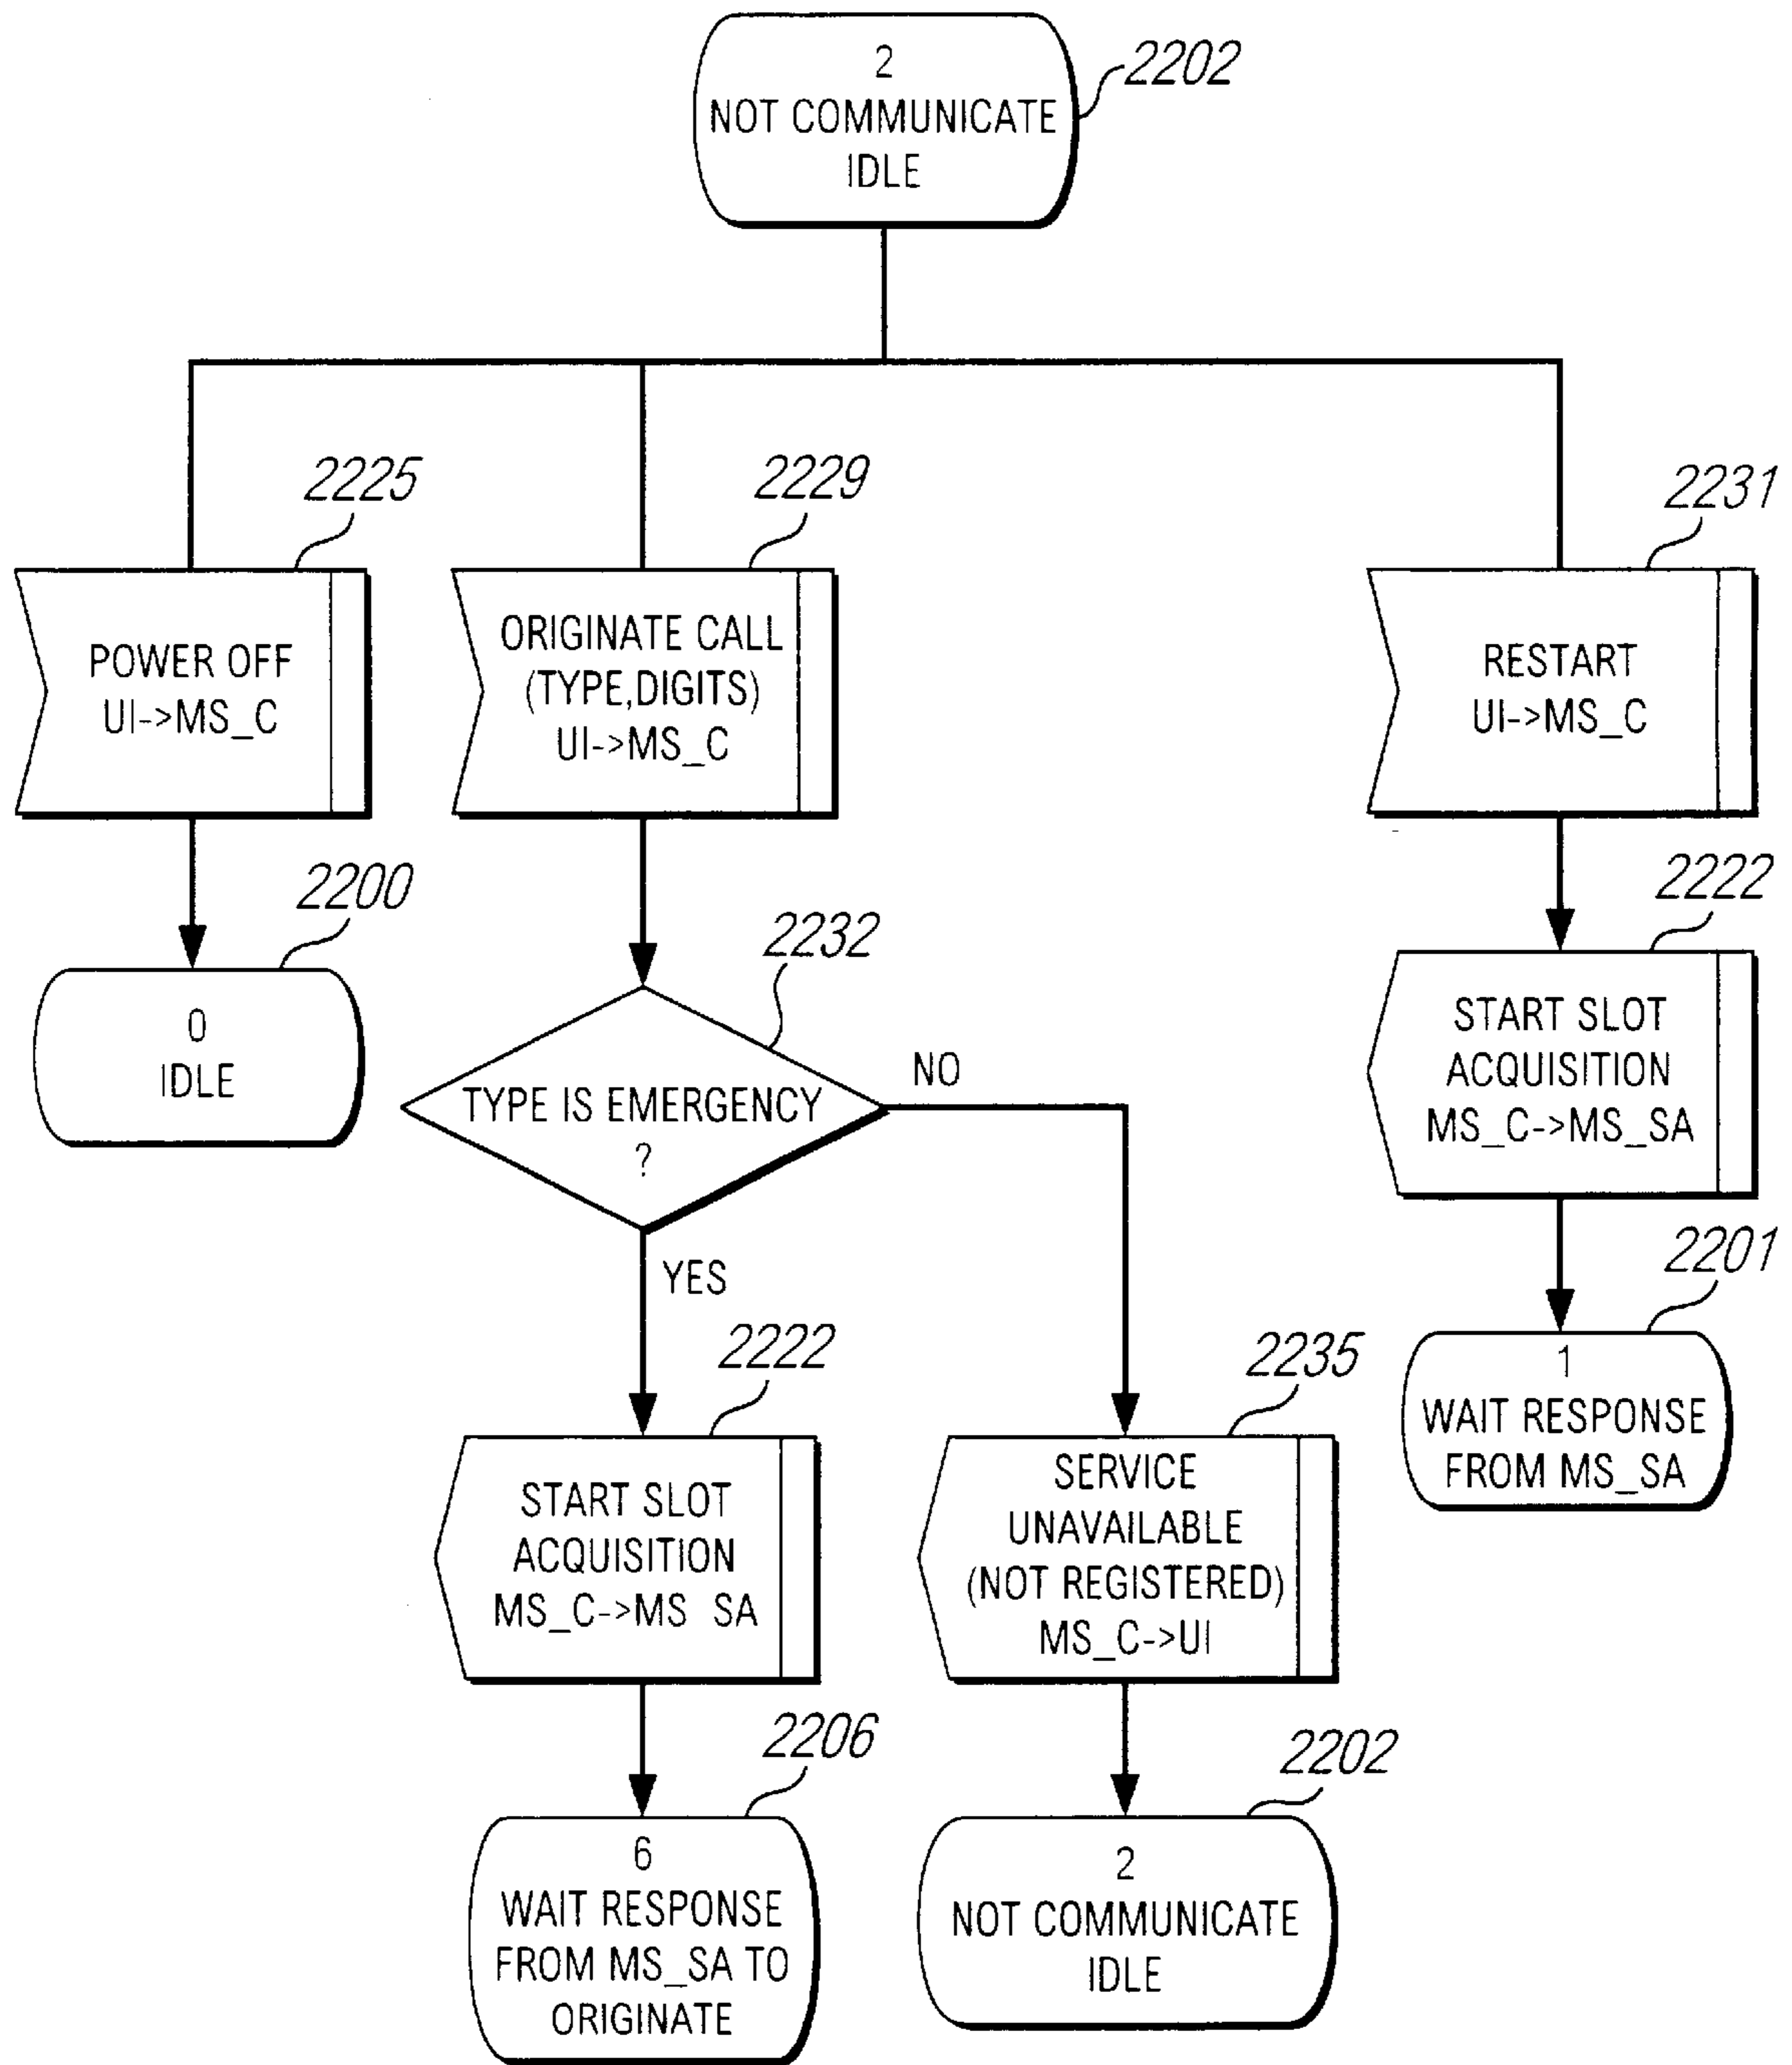 2
NOT COMMUNICATE
IDLE
2202
2225
POWER OFF
UI->MS_C
2200
0
IDLE
2229
ORIGINATE CALL
(TYPE,DIGITS)
UI->MS_C
2232
TYPE IS EMERGENCY
?
NO
YES
2222
START SLOT
ACQUISITION
MS_C->MS SA
2206
6
WAIT RESPONSE
FROM MS_SA TO
ORIGINATE
2235
SERVICE
UNAVAILABLE
(NOT REGISTERED)
MS_C->UI
2202
2
NOT COMMUNICATE
IDLE
2231
RESTART
UI->MS_C
2222
START SLOT
ACQUISITION
MS_C->MS_SA
2201
1
WAIT RESPONSE
FROM MS_SA